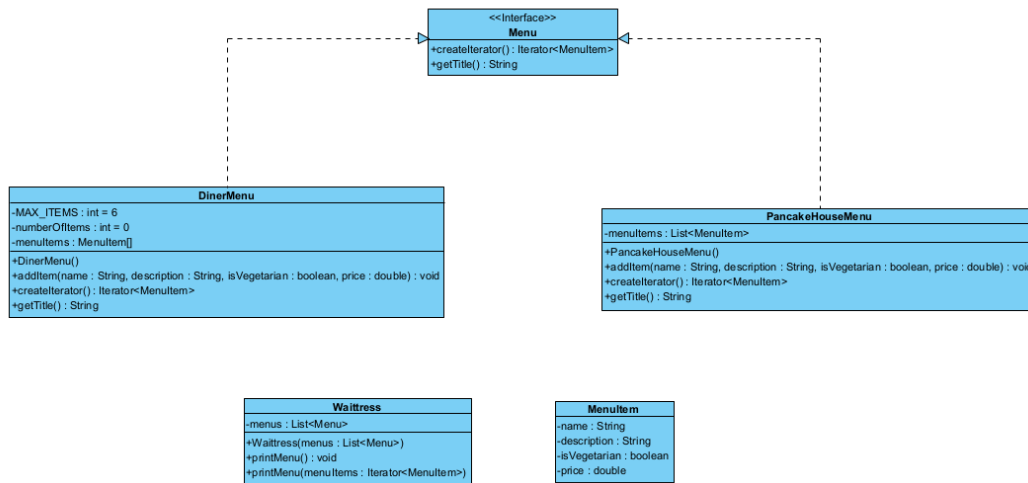 <<Interface>>
Menu
+createIterator() : Iterator<MenuItem>
+getTitle() : String
DinerMenu
-MAX_ITEMS : int = 6
-numberOfItems : int = 0
-menuItems : MenuItem[]
+DinerMenu()
+addItem(name : String, description : String, isVegetarian : boolean, price : double) : void
+createIterator() : Iterator<MenuItem>
+getTitle() : String
PancakeHouseMenu
-menuItems : List<MenuItem>
+PancakeHouseMenu()
+addItem(name : String, description : String, isVegetarian : boolean, price : double) : void
+createIterator() : Iterator<MenuItem>
+getTitle() : String
Waittress
-menus : List<Menu>
+Waittress(menus : List<Menu>)
+printMenu() : void
+printMenu(menuItems : Iterator<MenuItem>)
MenuItem
-name : String
-description : String
-isVegetarian : boolean
-price : double